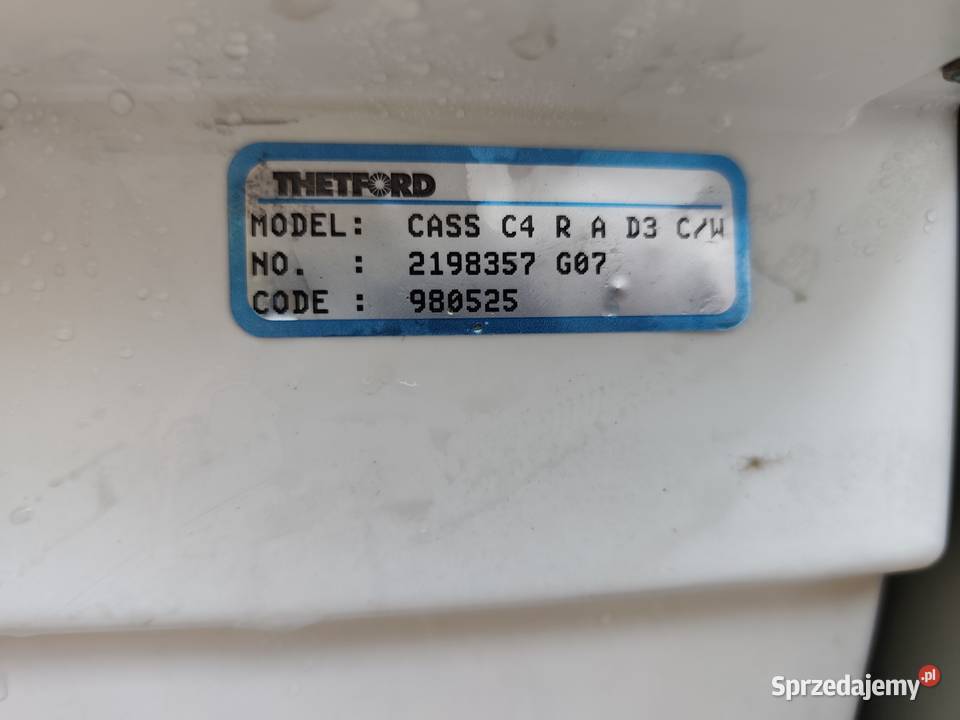 THETFORD
MODEL: CASS C4 R A D3 C/W
NO. : 2198357 G07
CODE : 980525
Sprzedajemy.pl